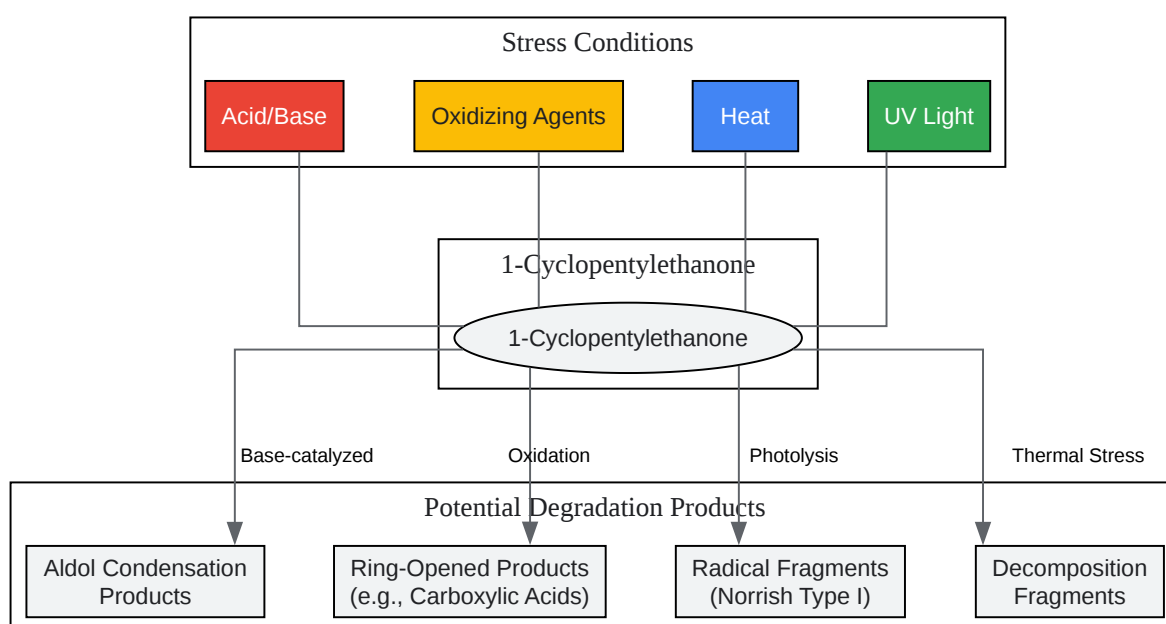 Stress Conditions
Acid/Base
Oxidizing Agents
Heat
UV Light
1-Cyclopentylethanone
1-Cyclopentylethanone
Base-catalyzed
Oxidation
Photolysis
Thermal Stress
Potential Degradation Products
Aldol Condensation
Products
Ring-Opened Products
(e.g., Carboxylic Acids)
Radical Fragments
(Norrish Type I)
Decomposition
Fragments